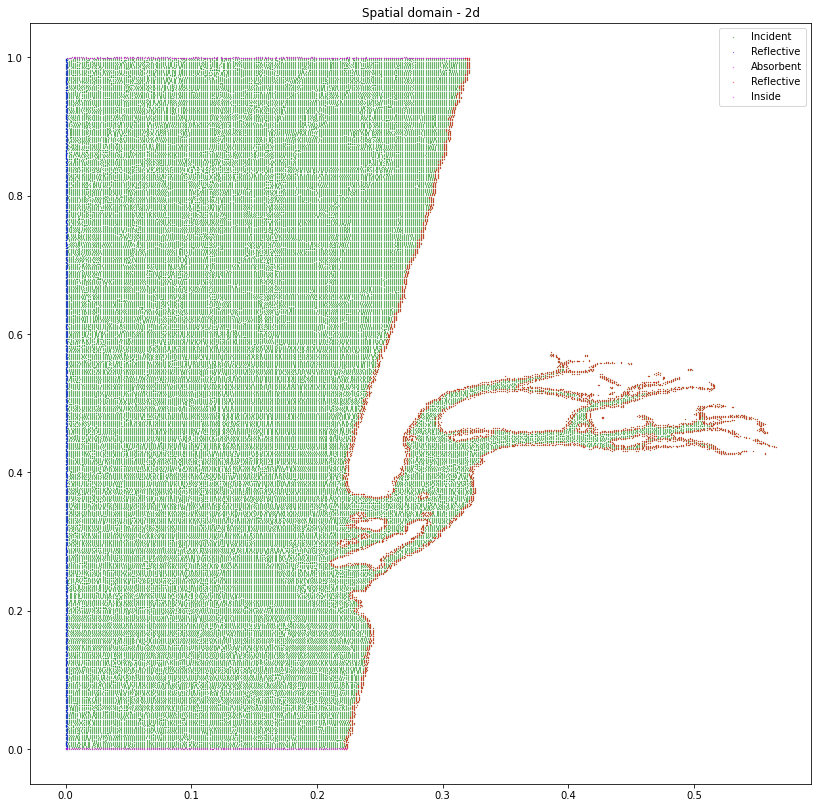 Spatial domain - 2d
Incident
Reflective
Absorbent
Reflective
Inside
1.0
0.8
0.6
0.4
0.2
0.0
0.0 0.1 0.2 0.3 0.4 0.5